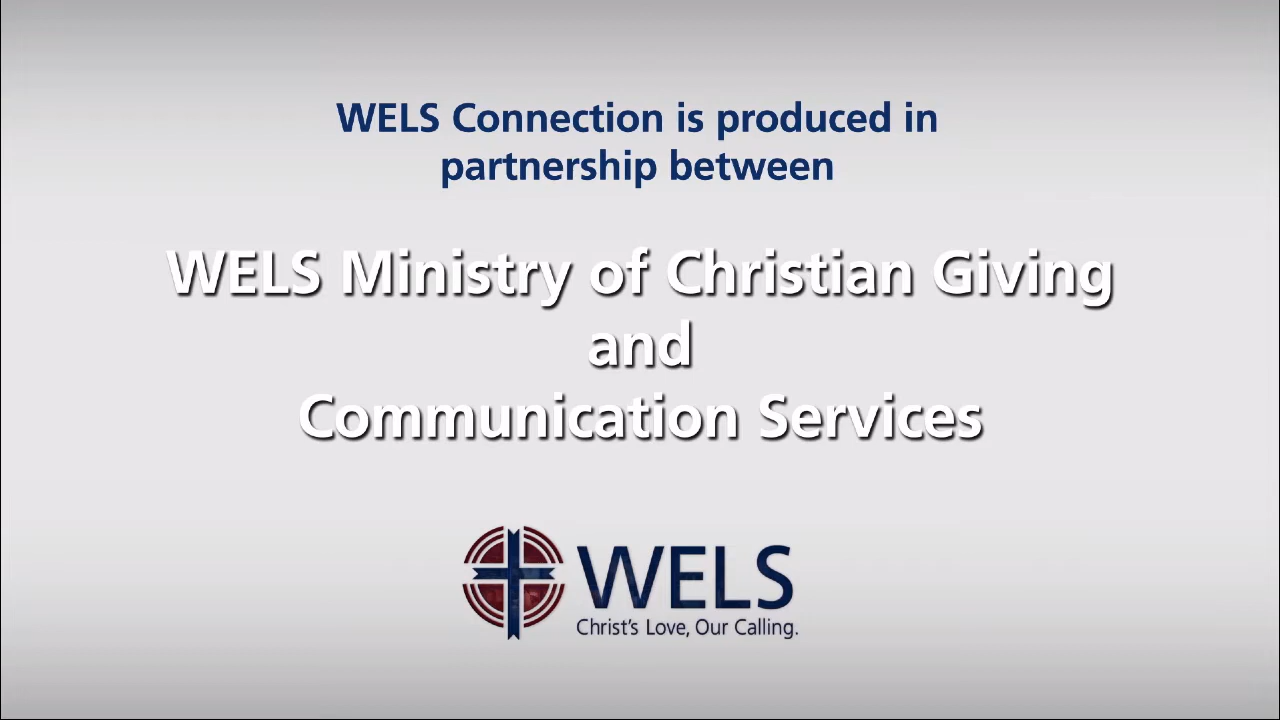 WELS Connection is produced in
partnership between
WELS Ministry of Christian Giving
and
Communication Services
WELS
Christ's Love, Our Calling.